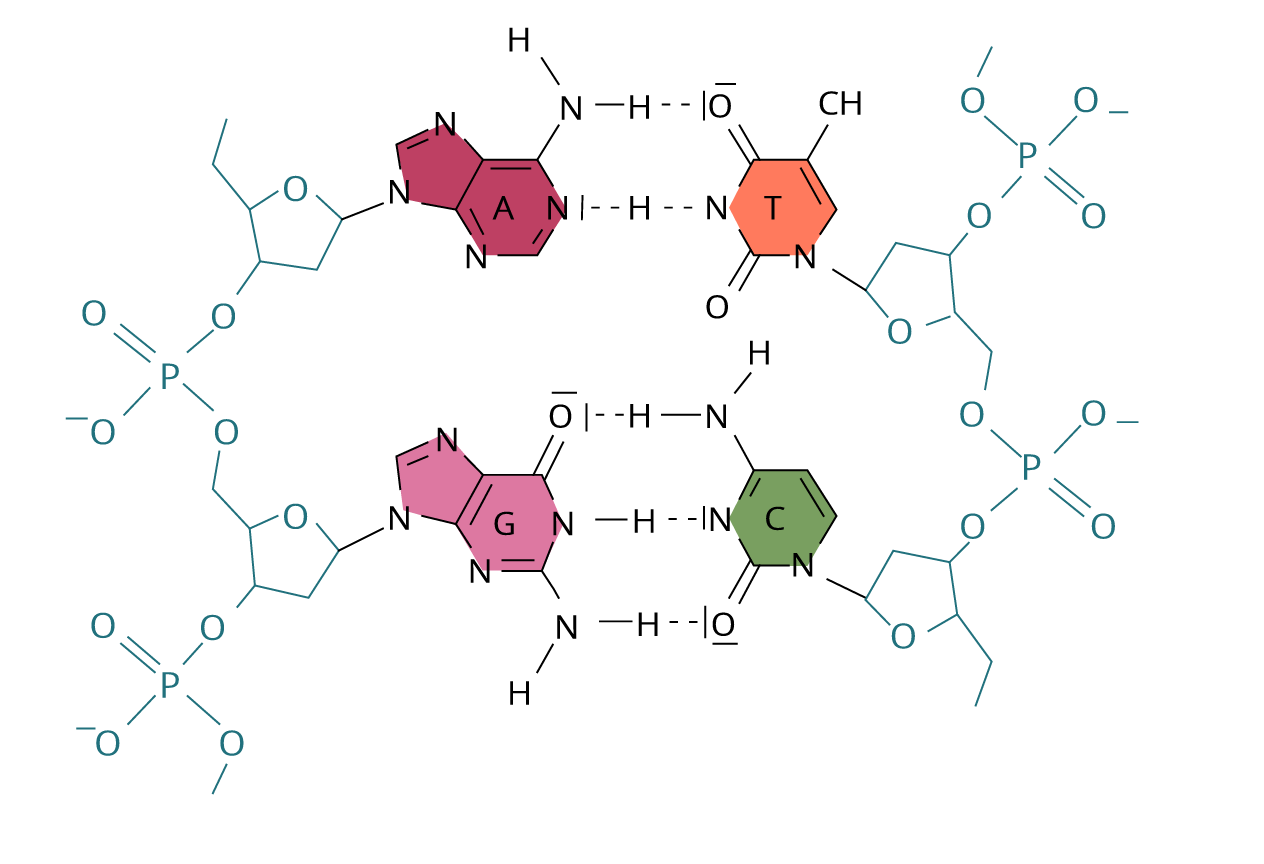 H
N H O CH O O
N P
O N A N H N T O O
N N
O O O
P O
H
O O H N O O
O N P
O N G N H N C O O
N N
O O N H O O
P H
O O